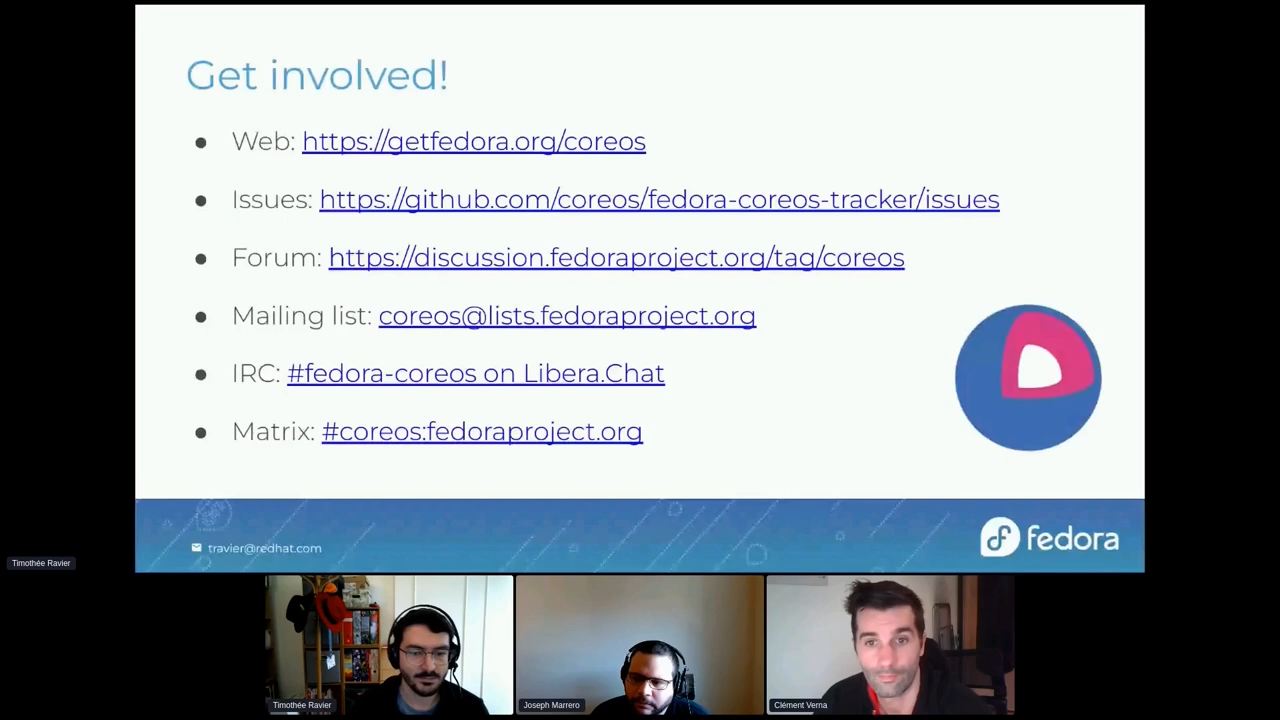 Get involved!
● Web: https://getfedora.org/coreos
● Issues: https://github.com/coreos/fedora-coreos-tracker/issues
● Forum: https://discussion.fedoraproject.org/tag/coreos
● Mailing list: coreos@lists.fedoraproject.org
● IRC: #fedora-coreos on Libera.Chat
● Matrix: #coreos:fedoraproject.org
travier@redhat.com
fedora
Timothée Ravier
Timothée Ravier
Joseph Marrero
Clément Verna